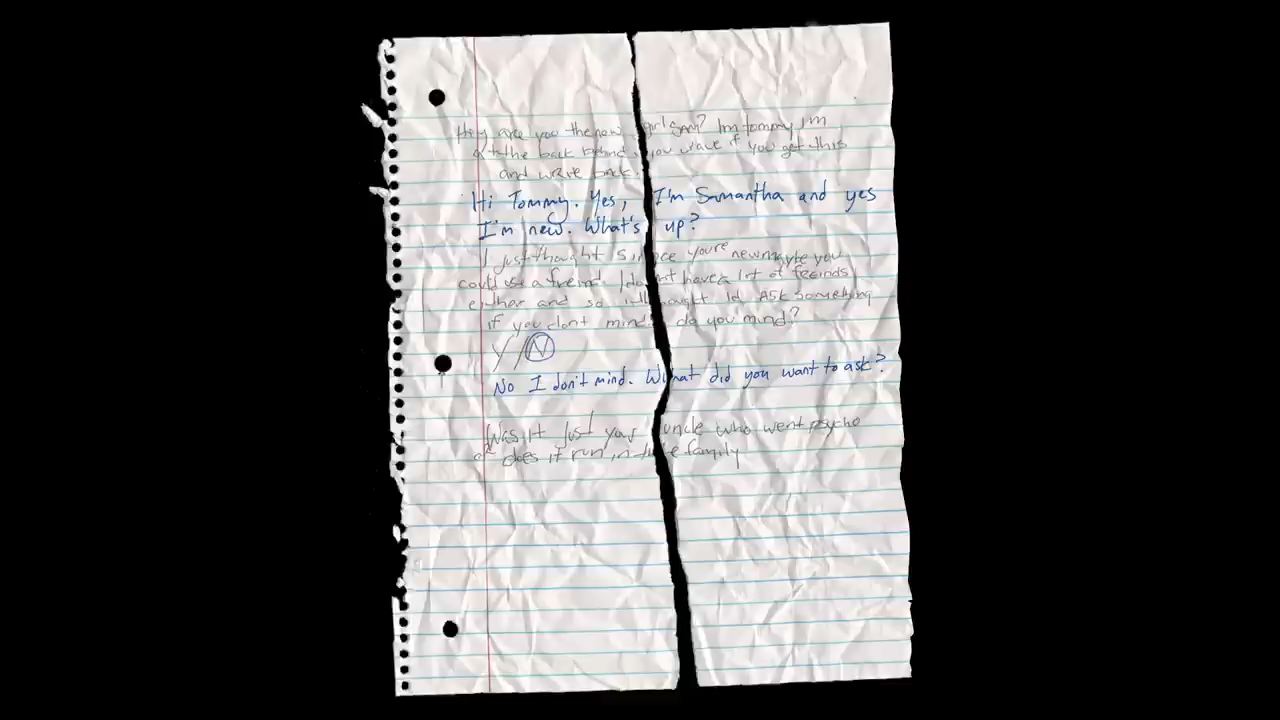 Hey are you the new girl Sam? Im tommy, im
at the back behind you wave if you get this
and write back.
Hi Tommy. Yes, I'm Samantha and yes
I'm new. What's up?
I just thought since youre new maybe you
could use a freind. I dont have a lot of feeinds
either and so i thought Id ASk Something
if you dont mind. do you mind?
Y/N
No I don't mind. What did you want to ask?
Was it just your uncle who went psycho
or does it run in the family